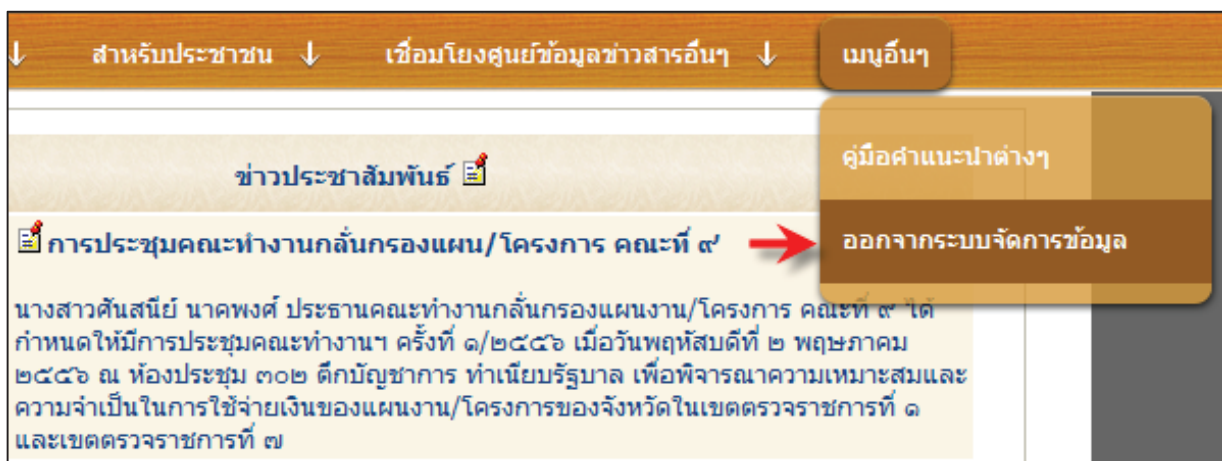 ↓ สำหรับประชาชน ↓ เชื่อมโยงศูนย์ข้อมูลข่าวสารอื่นๆ ↓ เมนูอื่นๆ
คู่มือคำแนะนำต่างๆ
ออกจากระบบจัดการข้อมูล
ข่าวประชาสัมพันธ์
การประชุมคณะทำงานกลั่นกรองแผน/โครงการ คณะที่ ๙
นางสาวศันสนีย์ นาคพงศ์ ประธานคณะทำงานกลั่นกรองแผนงาน/โครงการ คณะที่ ๙ ได้
กำหนดให้มีการประชุมคณะทำงานฯ ครั้งที่ ๑/๒๕๕๖ เมื่อวันพฤหัสบดีที่ ๒ พฤษภาคม
๒๕๕๖ ณ ห้องประชุม ๓๐๒ ตึกบัญชาการ ทำเนียบรัฐบาล เพื่อพิจารณาความเหมาะสมและ
ความจำเป็นในการใช้จ่ายเงินของแผนงาน/โครงการของจังหวัดในเขตตรวจราชการที่ ๑
และเขตตรวจราชการที่ ๗